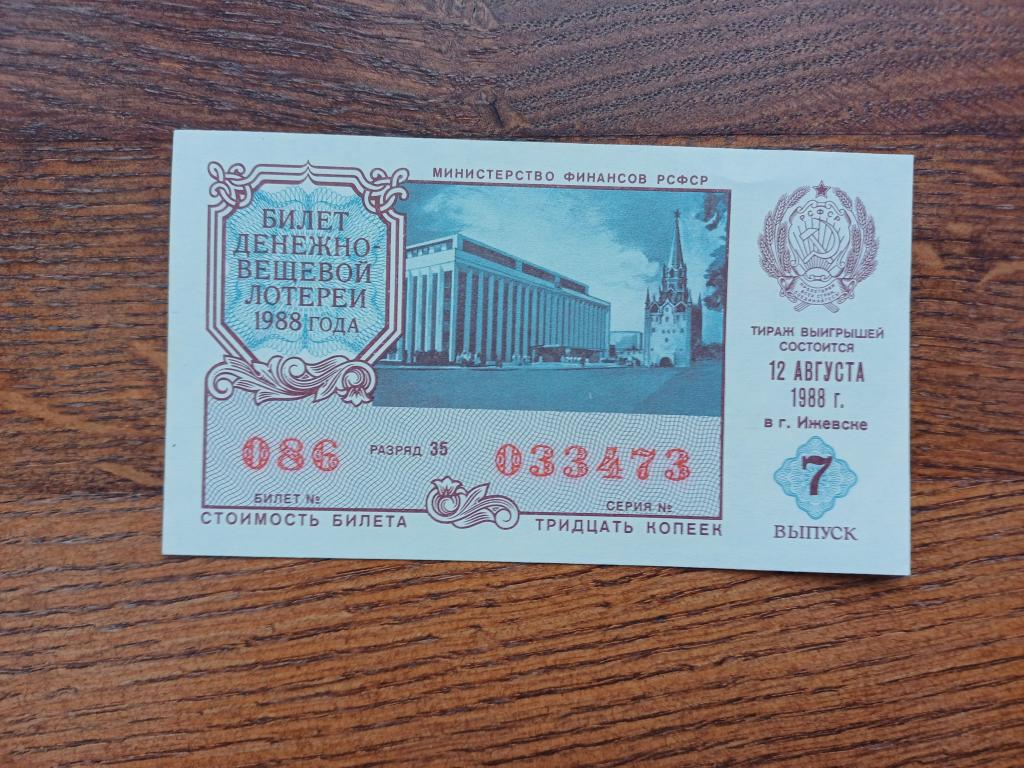 МИНИСТЕРСТВО ФИНАНСОВ РСФСР
БИЛЕТ
ДЕНЕЖНО-
ВЕЩЕВОЙ
ЛОТЕРЕИ
1988 ГОДА
РСФСР
ТИРАЖ ВЫИГРЫШЕЙ
СОСТОИТСЯ
12 АВГУСТА
1988 г.
в г. Ижевске
7
ВЫПУСК
086
РАЗРЯД 35
033473
БИЛЕТ №
СЕРИЯ №
СТОИМОСТЬ БИЛЕТА
ТРИДЦАТЬ КОПЕЕК